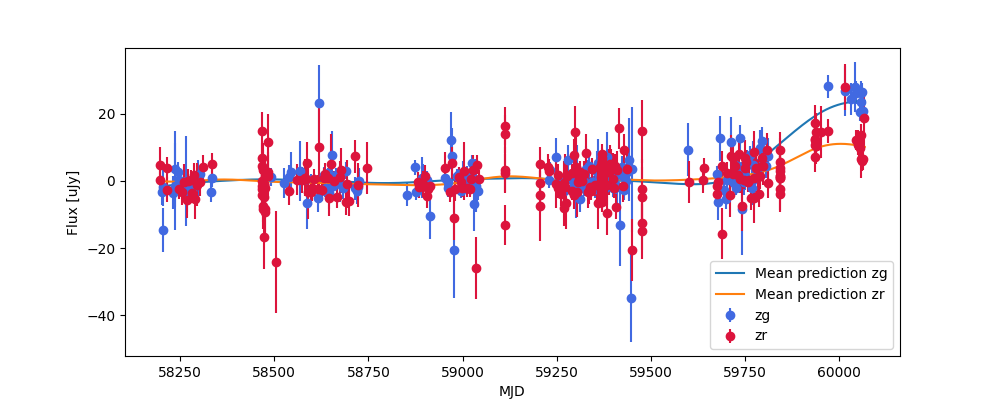 20
0
−20
−40
Flux [uJy]
58250 58500 58750 59000 59250 59500 59750 60000
MJD
Mean prediction zg
Mean prediction zr
zg
zr